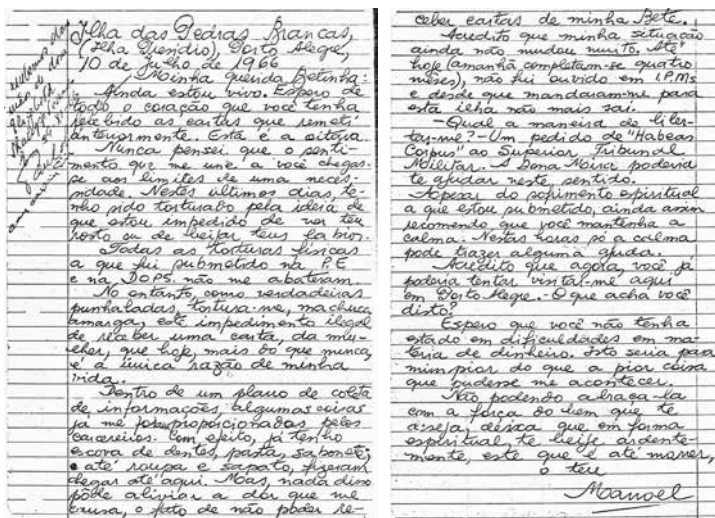 Ilha das Pedras Brancas,
(Ilha Presídio), Porto Alegre,
10 de julho de 1966
Minha querida Betinha:
Ainda estou vivo. Espero de
todo o coração que você tenha
recebido as cartas que remeti
anteriormente. Esta é a oitava.
Nunca pensei que o senti-
mento que me une a você chegas-
se aos limites de uma neces-
sidade. Nestes últimos dias, te-
nho sido torturado pela idéia de
que estou impedido de ver teu
rosto ou de beijar teus lábios.
Todas as torturas físicas
a que fui submetido na P.E
e na DOPS não me abateram.
No entanto, como verdadeiras
punhaladas, tortura-me, machuca,
amarga, este impedimento ilegal
de receber uma carta, da mu-
lher, que hoje, mais do que nunca,
é a única razão de minha
vida.
Dentro de um plano de coleta
de informações, algumas coisas
já me foram proporcionadas pelos
carcereiros. Com efeito, já tenho
escova de dentes, pasta, sabonete,
e até roupa e sapato, fizeram
chegar até aqui. Mas, nada disso
pôde aliviar a dor que me
causa, o fato de não poder re-
ceber cartas de minha Bete.
Acredito que minha situação
ainda não mudou muito. Até
hoje (amanhã completam-se quatro
meses), não fui ouvido em I.P.Ms
e desde que mandaram-me para
esta ilha não mais saí.
- Qual a maneira de liber-
tar-me? - Um pedido de "Habeas
Corpus" ao Superior Tribunal
Militar. A Dona Moira poderia
te ajudar neste sentido.
Apesar do sofrimento espiritual
a que estou submetido, ainda assim
recomendo que você mantenha a
calma. Nestas horas só a calma
pode trazer alguma ajuda.
Acredito que agora, você já
poderia tentar visitar-me aqui
em Porto Alegre. O que acha você
disto?
Espero que você não tenha
estado em dificuldades em ma-
téria de dinheiro. Isto seria para
mim pior do que a pior coisa
que pudesse me acontecer.
Não podendo abraça-la
com a força do bem que te
deseja, deseja que em forma
espiritual, te beije ardente-
mente, este que é até morrer,
o teu
Manoel